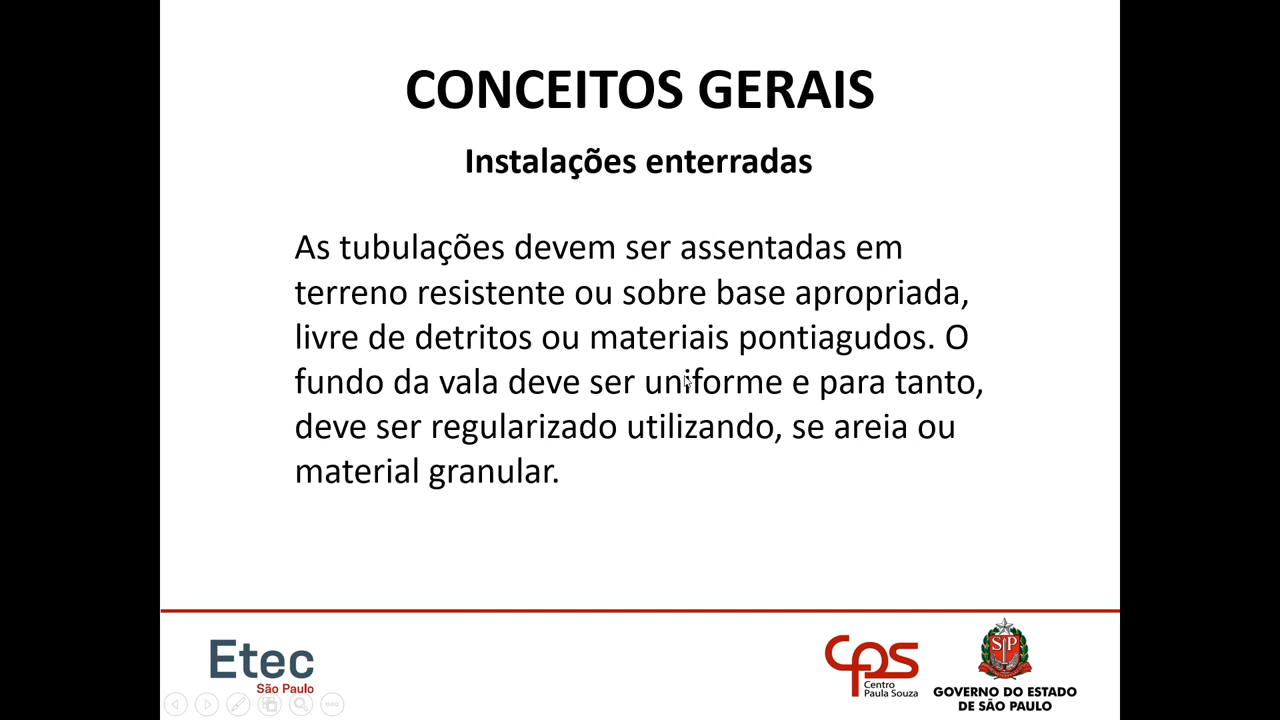 CONCEITOS GERAIS
Instalações enterradas
As tubulações devem ser assentadas em
terreno resistente ou sobre base apropriada,
livre de detritos ou materiais pontiagudos. O
fundo da vala deve ser uniforme e para tanto,
deve ser regularizado utilizando, se areia ou
material granular.
Etec
São Paulo
CPS
Centro
Paula Souza
SP
GOVERNO DO ESTADO
DE SÃO PAULO